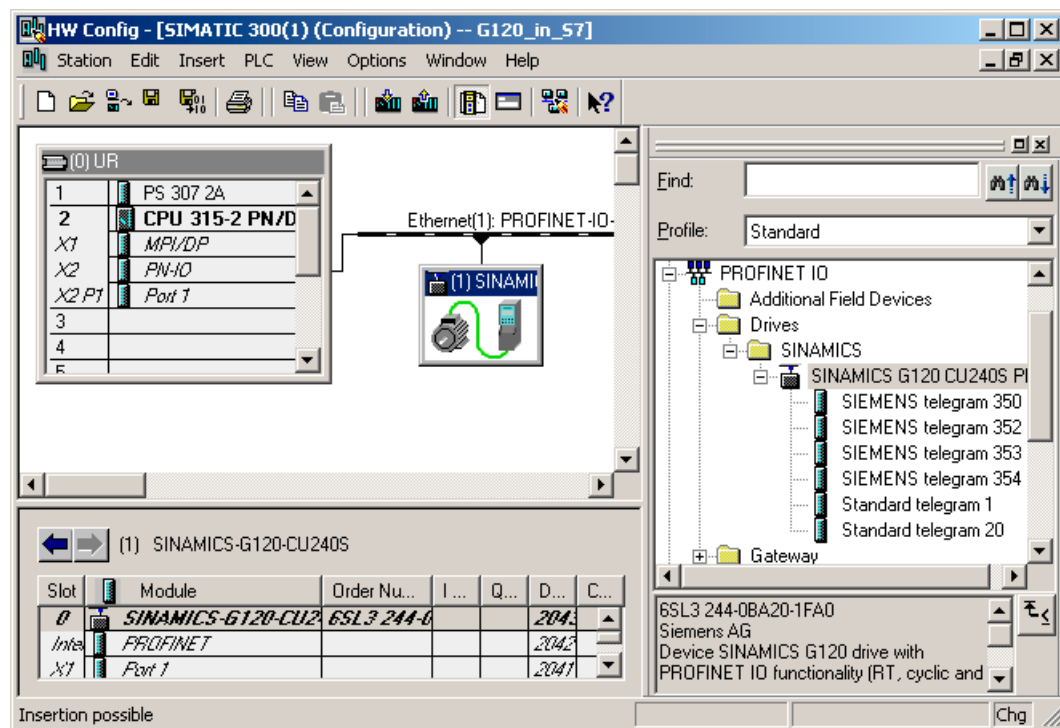 HW Config - [SIMATIC 300(1) (Configuration) -- G120_in_S7]
Station Edit Insert PLC View Options Window Help
(0) UR
1 PS 307 2A
2 CPU 315-2 PN/D
X1 MPI/DP
X2 PN-IO
X2 P1 Port 1
3
4
5
Ethernet(1): PROFINET-IO-
(1) SINAMI
Find:
Profile: Standard
PROFINET IO
Additional Field Devices
Drives
SINAMICS
SINAMICS G120 CU240S P
SIEMENS telegram 350
SIEMENS telegram 352
SIEMENS telegram 353
SIEMENS telegram 354
Standard telegram 1
Standard telegram 20
Gateway
(1) SINAMICS-G120-CU240S
Slot Module Order Nu... I ... Q... D... C...
0 SINAMICS-G120-CU2 6SL3 244-0 2043
Inte PROFINET 2042
X1 Port 1 2041
6SL3 244-0BA20-1FA0
Siemens AG
Device SINAMICS G120 drive with
PROFINET IO functionality (RT, cyclic and
Insertion possible
Chg